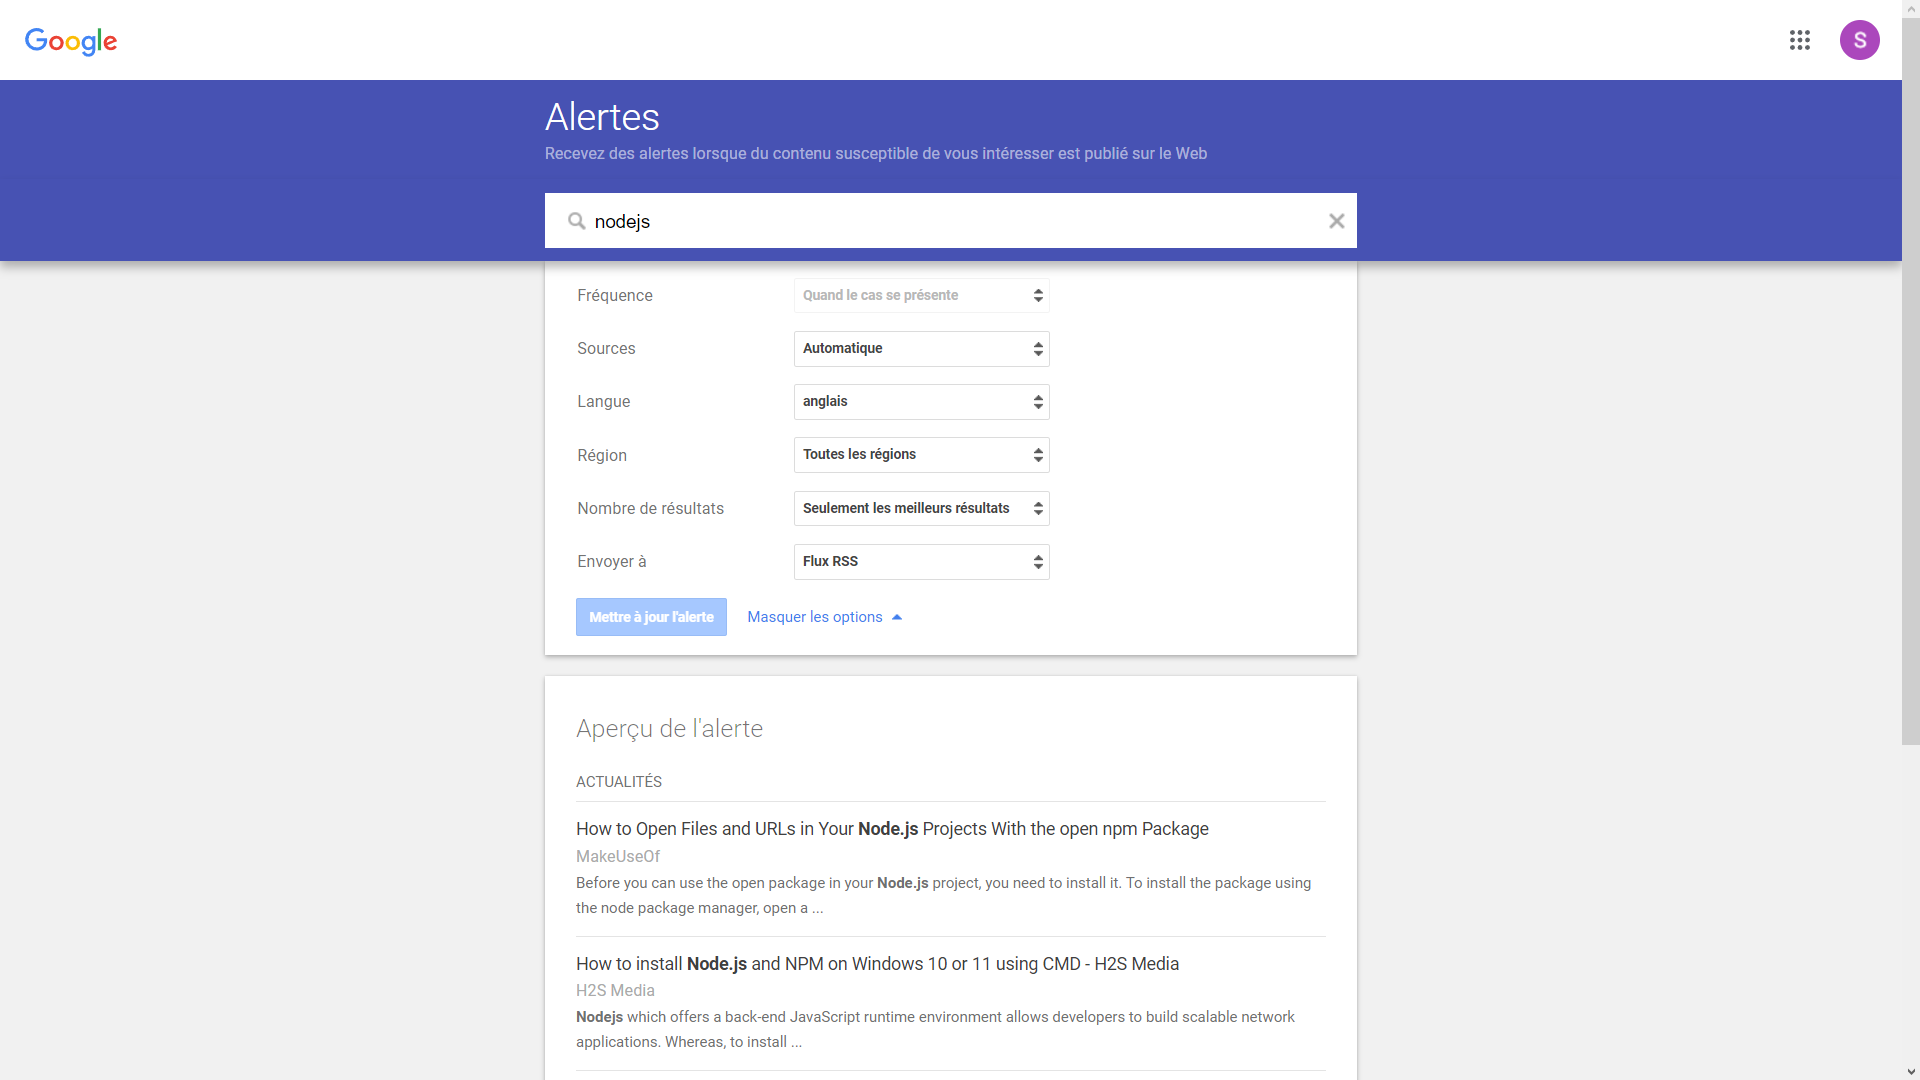 Google
S
Alertes
Recevez des alertes lorsque du contenu susceptible de vous intéresser est publié sur le Web
nodejs
Fréquence
Quand le cas se présente
Sources
Automatique
Langue
anglais
Région
Toutes les régions
Nombre de résultats
Seulement les meilleurs résultats
Envoyer à
Flux RSS
Mettre à jour l'alerte
Masquer les options
Aperçu de l'alerte
ACTUALITÉS
How to Open Files and URLs in Your Node.js Projects With the open npm Package
MakeUseOf
Before you can use the open package in your Node.js project, you need to install it. To install the package using
the node package manager, open a ...
How to install Node.js and NPM on Windows 10 or 11 using CMD - H2S Media
H2S Media
Nodejs which offers a back-end JavaScript runtime environment allows developers to build scalable network
applications. Whereas, to install ...